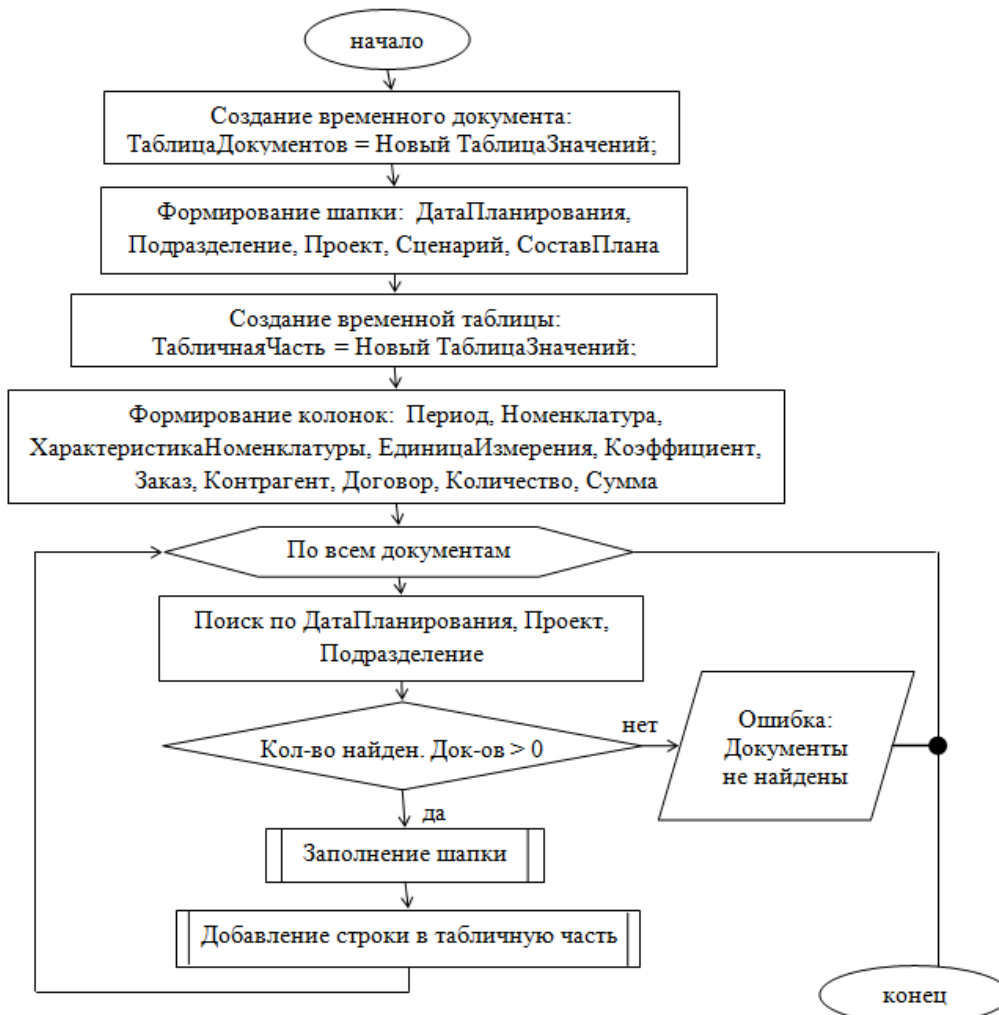 начало
Создание временного документа:
ТаблицаДокументов = Новый ТаблицаЗначений;
Формирование шапки: ДатаПланирования,
Подразделение, Проект, Сценарий, СоставПлана
Создание временной таблицы:
ТабличнаяЧасть = Новый ТаблицаЗначений;
Формирование колонок: Период, Номенклатура,
ХарактеристикаНоменклатуры, ЕдиницаИзмерения, Коэффициент,
Заказ, Контрагент, Договор, Количество, Сумма
По всем документам
Поиск по ДатаПланирования, Проект,
Подразделение
Кол-во найден. Док-ов > 0
нет
Ошибка:
Документы
не найдены
да
Заполнение шапки
Добавление строки в табличную часть
конец